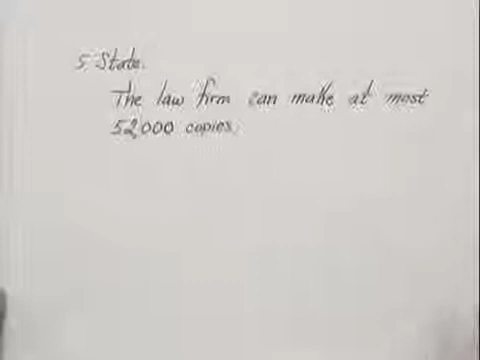 5. State.
The law firm can make at most
52,000 copies.